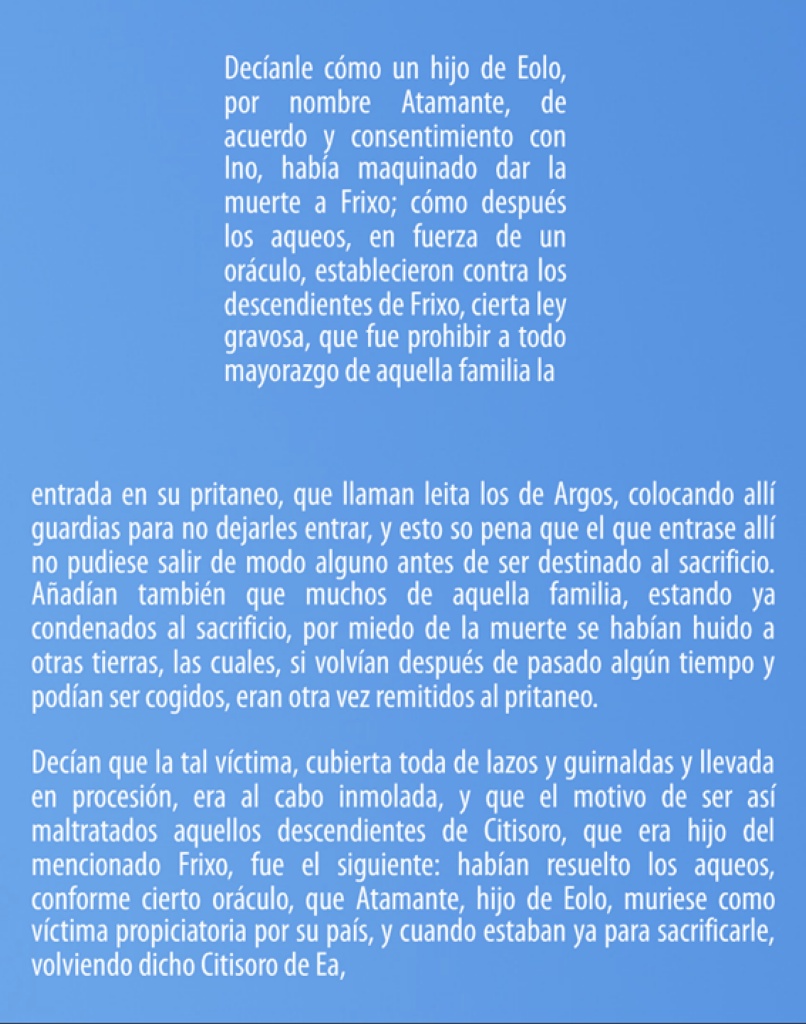 Decíanle cómo un hijo de Eolo,
por nombre Atamante, de
acuerdo y consentimiento con
Ino, había maquinado dar la
muerte a Frixo; cómo después
los aqueos, en fuerza de un
oráculo, establecieron contra los
descendientes de Frixo, cierta ley
gravosa, que fue prohibir a todo
mayorazgo de aquella familia la
entrada en su pritaneo, que llaman leita los de Argos, colocando allí
guardias para no dejarles entrar, y esto so pena que el que entrase allí
no pudiese salir de modo alguno antes de ser destinado al sacrificio.
Añadían también que muchos de aquella familia, estando ya
condenados al sacrificio, por miedo de la muerte se habían huido a
otras tierras, las cuales, si volvían después de pasado algún tiempo y
podían ser cogidos, eran otra vez remitidos al pritaneo.
Decían que la tal víctima, cubierta toda de lazos y guirnaldas y llevada
en procesión, era al cabo inmolada, y que el motivo de ser así
maltratados aquellos descendientes de Citisoro, que era hijo del
mencionado Frixo, fue el siguiente: habían resuelto los aqueos,
conforme cierto oráculo, que Atamante, hijo de Eolo, muriese como
víctima propiciatoria por su país, y cuando estaban ya para sacrificarle,
volviendo dicho Citisoro de Ea,